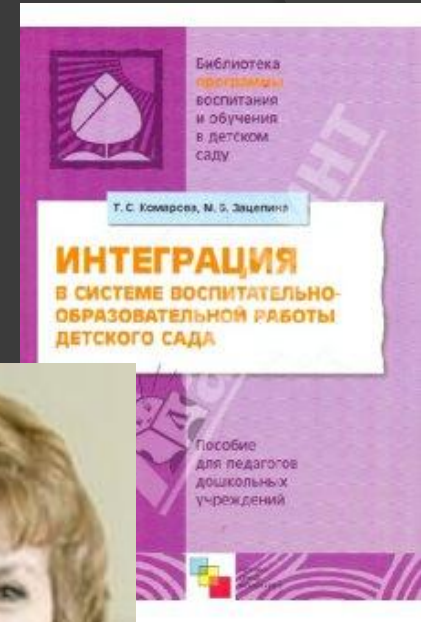 Библиотека
программы
воспитания
и обучения
в детском
саду
Т. С. Комарова, М. Б. Зацепина
ИНТЕГРАЦИЯ
В СИСТЕМЕ ВОСПИТАТЕЛЬНО-
ОБРАЗОВАТЕЛЬНОЙ РАБОТЫ
ДЕТСКОГО САДА
Пособие
для педагогов
дошкольных
учреждений